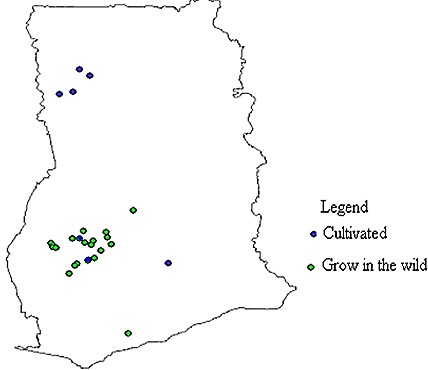 Legend
Cultivated
Grow in the wild